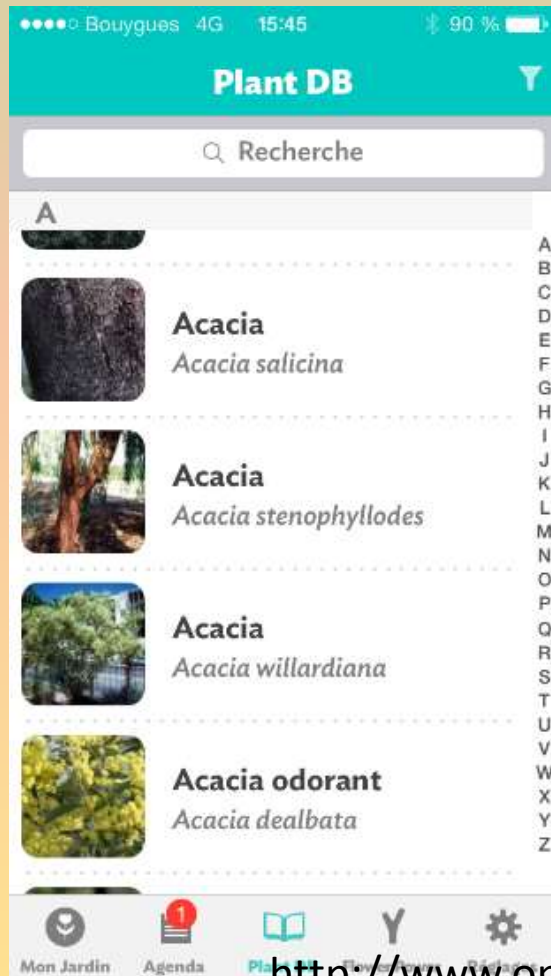 Bouygues 4G 15:45 90 %
Plant DB
Recherche
A
Acacia
Acacia salicina
Acacia
Acacia stenophyllodes
Acacia
Acacia willardiana
Acacia odorant
Acacia dealbata
A
B
C
D
E
F
G
H
I
J
K
L
M
N
O
P
Q
R
S
T
U
V
W
X
Y
Z
1
Mon Jardin Agenda